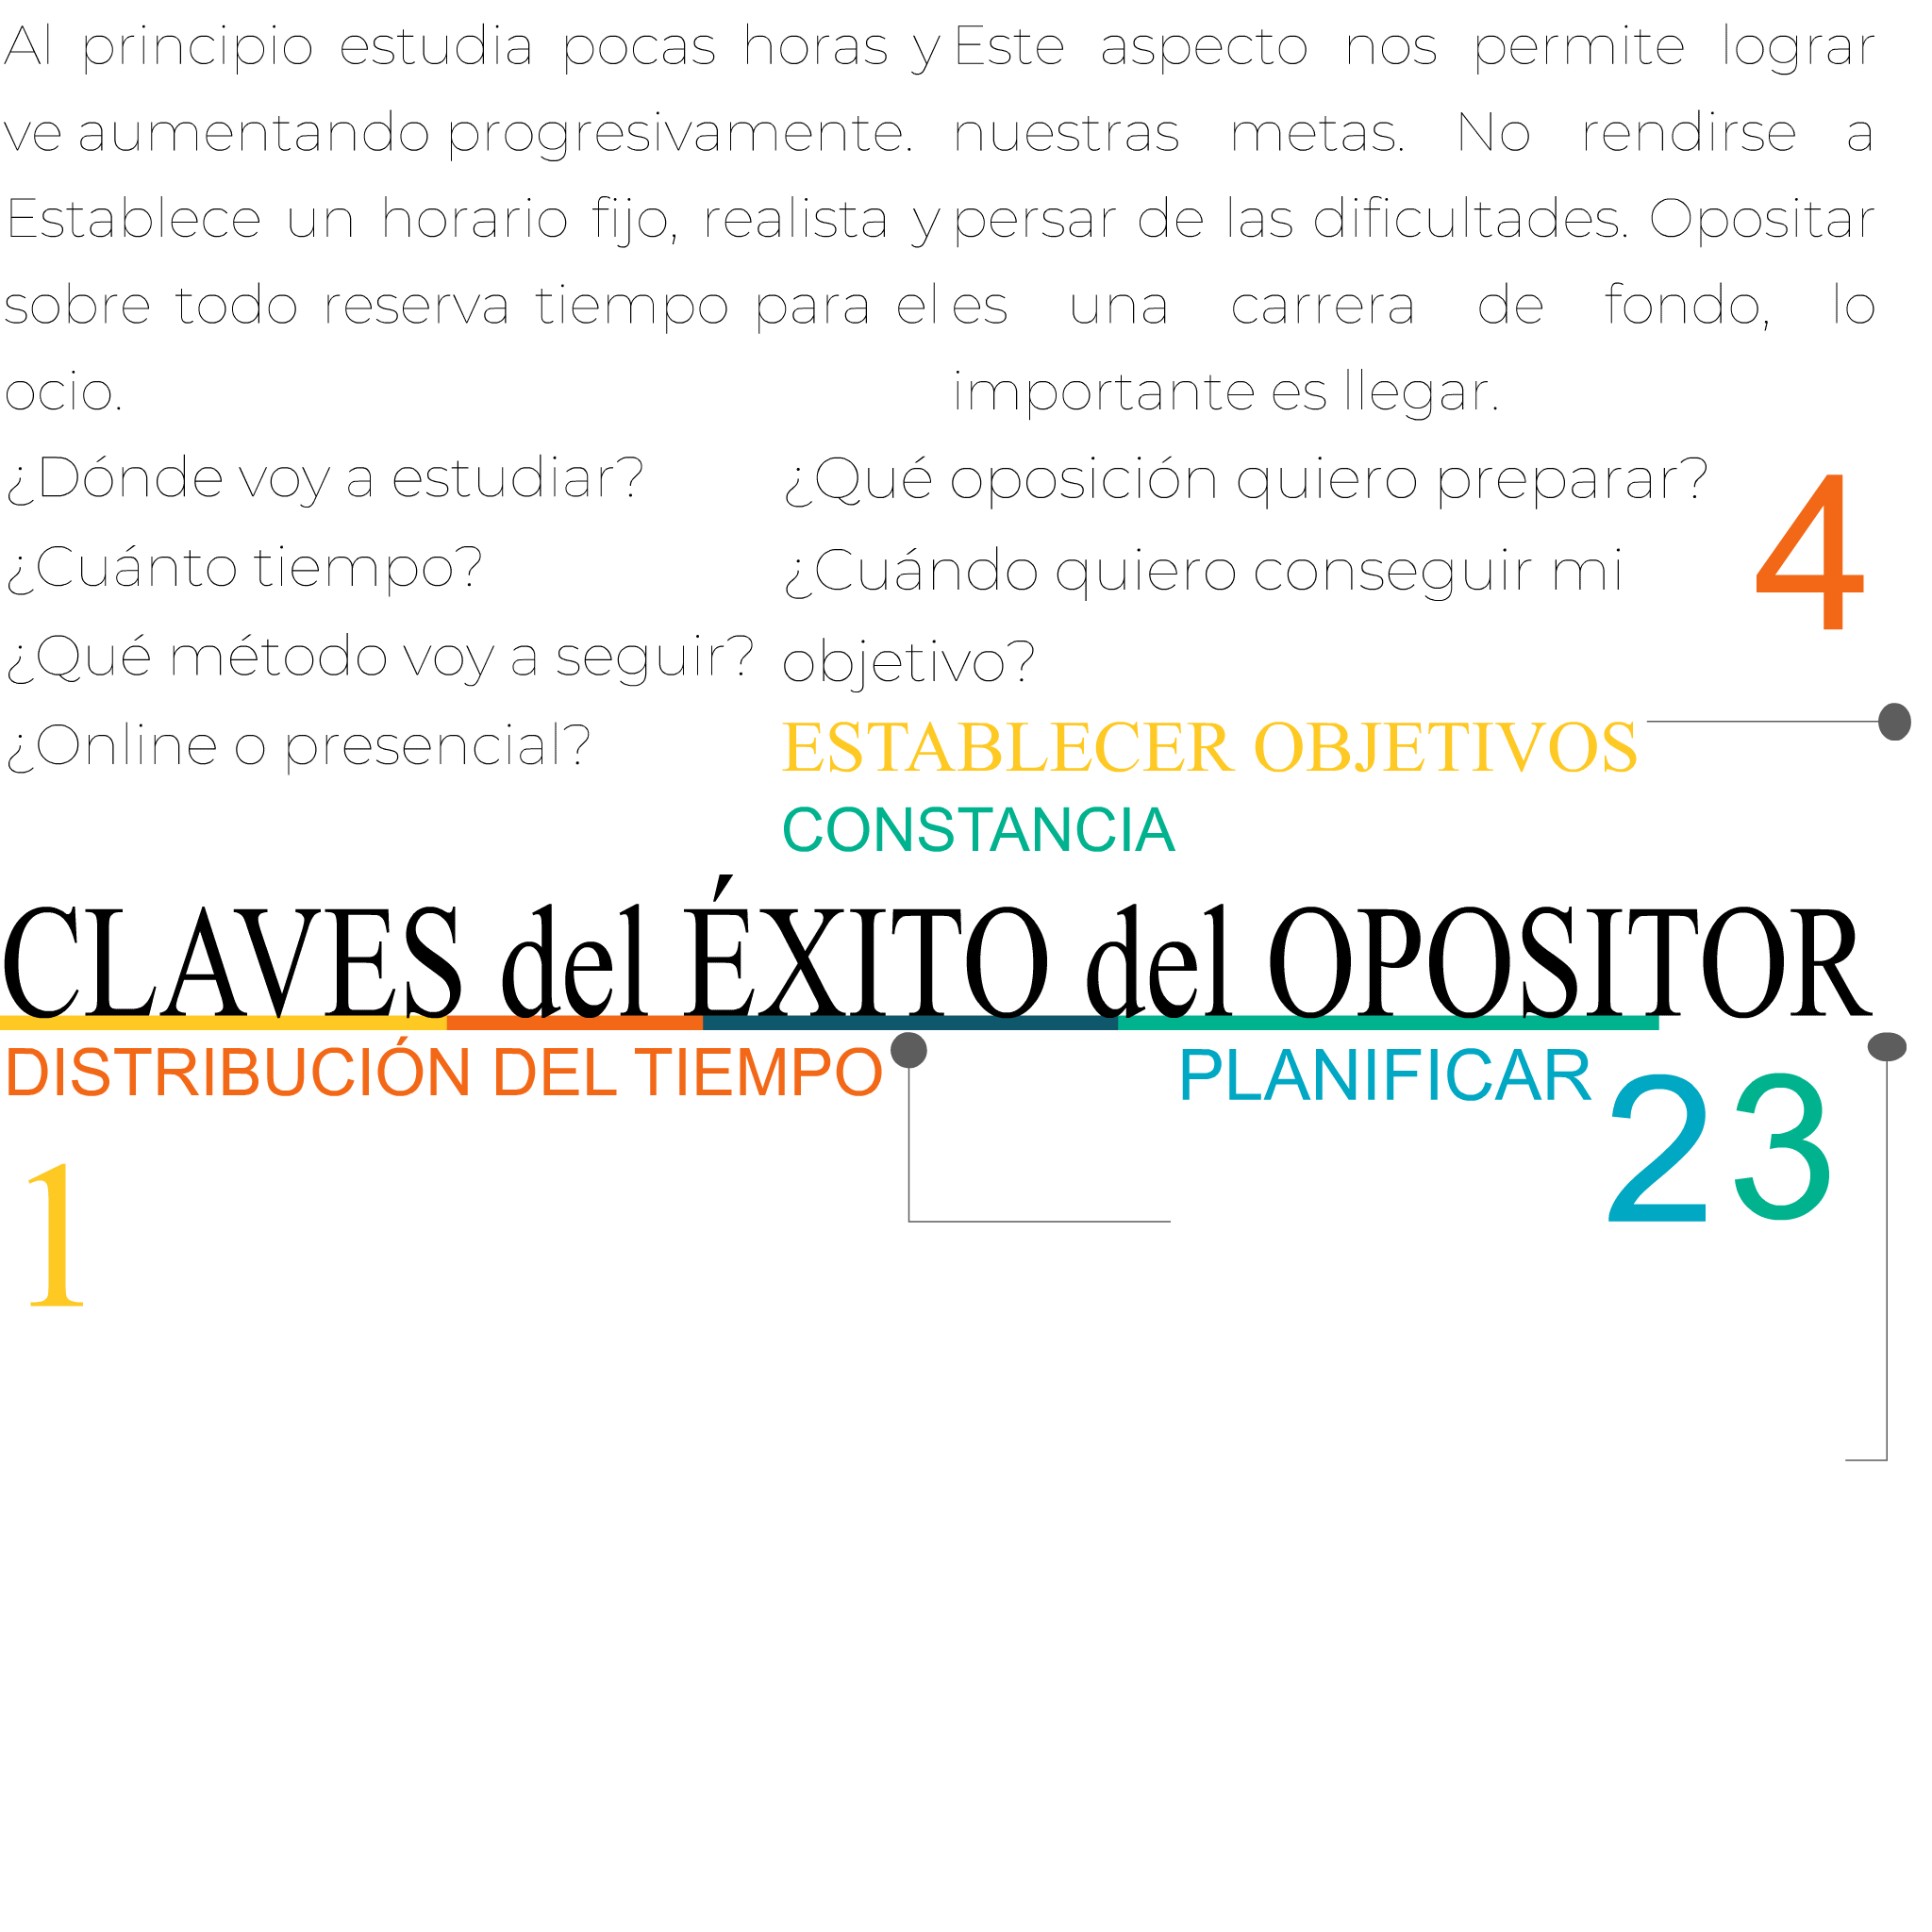 Al principio estudia pocas horas y
ve aumentando progresivamente.
Establece un horario fijo, realista y
sobre todo reserva tiempo para el
ocio.
Este aspecto nos permite lograr
nuestras metas. No rendirse a
persar de las dificultades. Opositar
es una carrera de fondo, lo
importante es llegar.
¿Dónde voy a estudiar?
¿Cuánto tiempo?
¿Qué método voy a seguir?
¿Online o presencial?
¿Qué oposición quiero preparar?
¿Cuándo quiero conseguir mi
objetivo?
4
ESTABLECER OBJETIVOS
CONSTANCIA
CLAVES del ÉXITO del OPOSITOR
DISTRIBUCIÓN DEL TIEMPO
PLANIFICAR
2
3
1